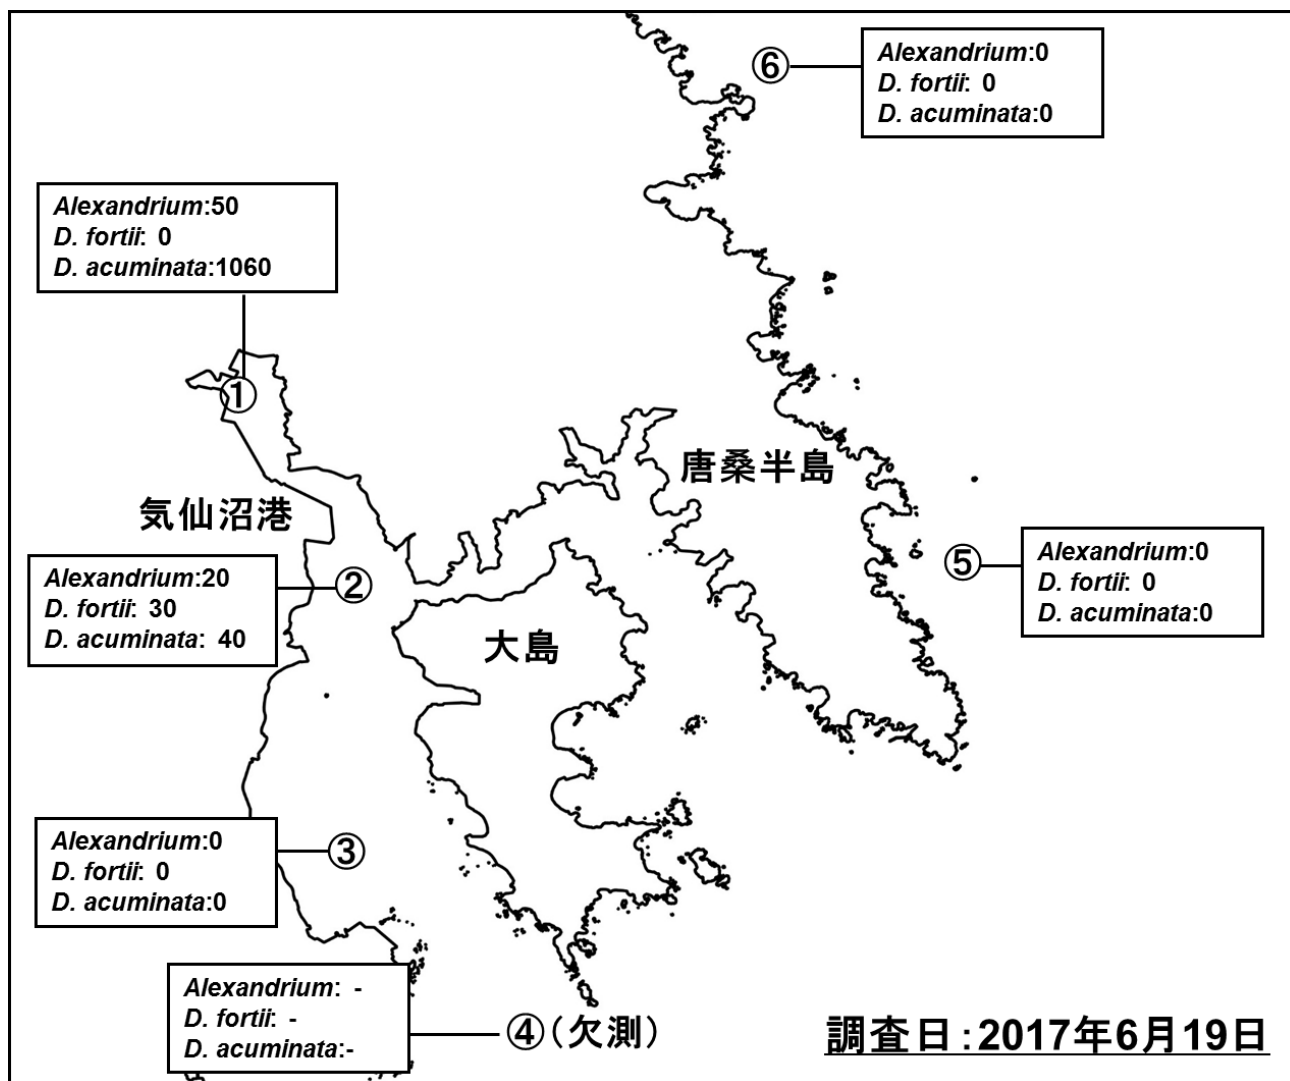 ⑥
Alexandrium:0
D. fortii: 0
D. acuminata:0
Alexandrium:50
D. fortii: 0
D. acuminata:1060
①
唐桑半島
気仙沼港
②
Alexandrium:20
D. fortii: 30
D. acuminata: 40
⑤
Alexandrium:0
D. fortii: 0
D. acuminata:0
大島
③
Alexandrium:0
D. fortii: 0
D. acuminata:0
Alexandrium: -
D. fortii: -
D. acuminata:-
④(欠測)
調査日:2017年6月19日